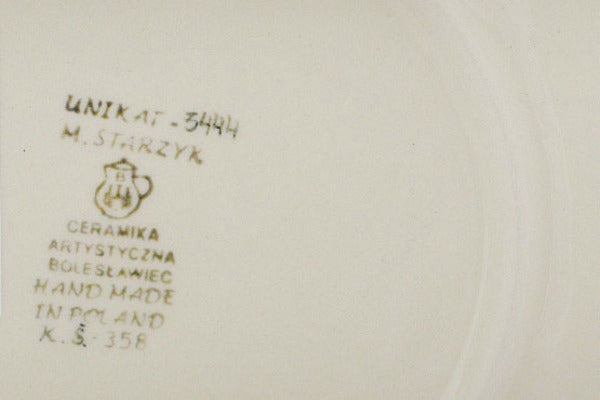 UNIKAT - 3444
M. STARZYK
B
CERAMIKA
ARTYSTYCZNA
BOLESŁAWIEC
HAND MADE
IN POLAND
K. Š. 358